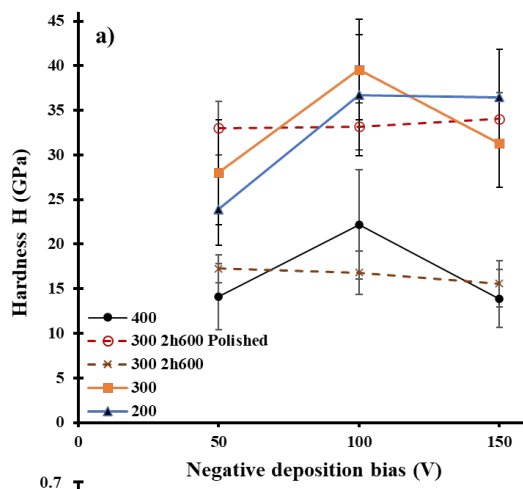 a)
45
40
35
30
25
20
15
10
5
0
Hardness H (GPa)
400
300 2h600 Polished
300 2h600
300
200
0 50 100 150
Negative deposition bias (V)
0.7